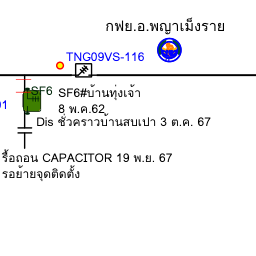 กฟย.อ.พญาเม็งราย
TNG09VS-116
SF6
SF6#บ้านทุ่งเจ้า
8 พ.ค.62
01
Dis ชั่วคราวบ้านสบเปา 3 ต.ค. 67
รื้อถอน CAPACITOR 19 พ.ย. 67
รอย้ายจุดติดตั้ง